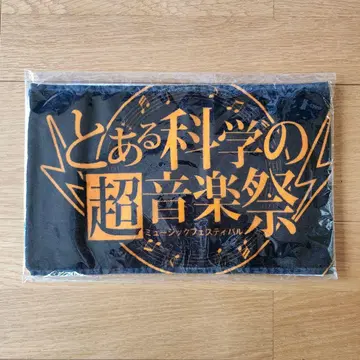 とある科学の
超音楽祭
ミュージックフェスティバル